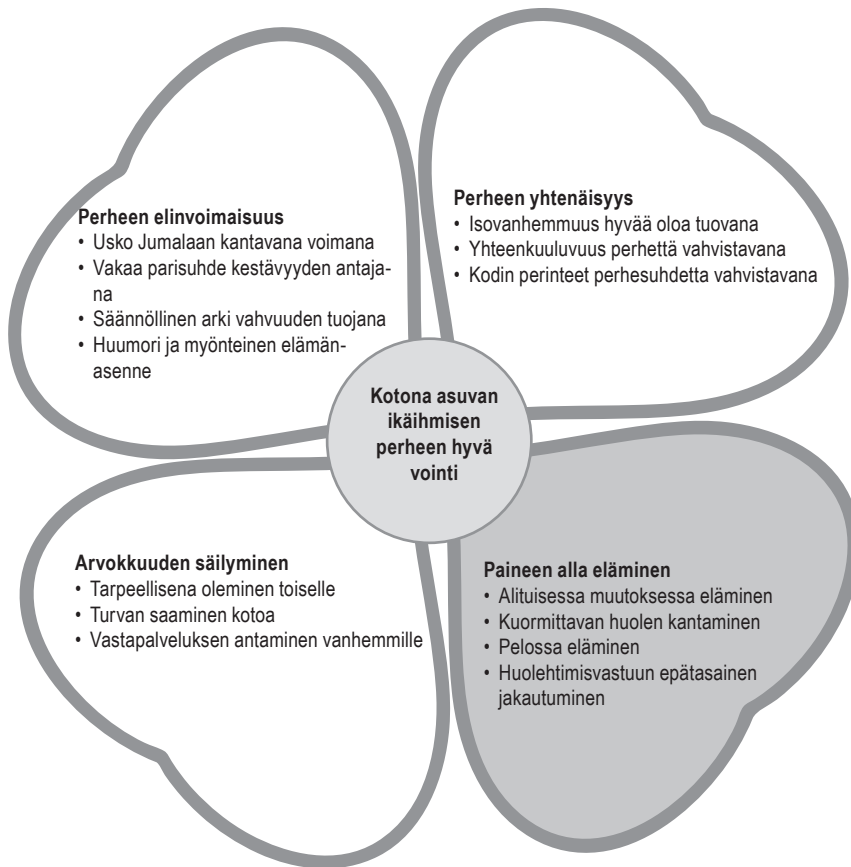 Perheen elinvoimaisuus
• Usko Jumalaan kantavana voimana
• Vakaa parisuhde kestävyyden antaja-
na
• Säännöllinen arki vahvuuden tuojana
• Huumori ja myönteinen elämän-
asenne
Perheen yhtenäisyys
• Isovanhemmuus hyvää oloa tuovana
• Yhteenkuuluvuus perhettä vahvistavana
• Kodin perinteet perhesuhdetta vahvistavana
Kotona asuvan
ikäihmisen
perheen hyvä
vointi
Arvokkuuden säilyminen
• Tarpeellisena oleminen toiselle
• Turvan saaminen kotoa
• Vastapalveluksen antaminen vanhemmille
Paineen alla eläminen
• Alituisessa muutoksessa eläminen
• Kuormittavan huolen kantaminen
• Pelossa eläminen
• Huolehtimisvastuun epätasainen
jakautuminen